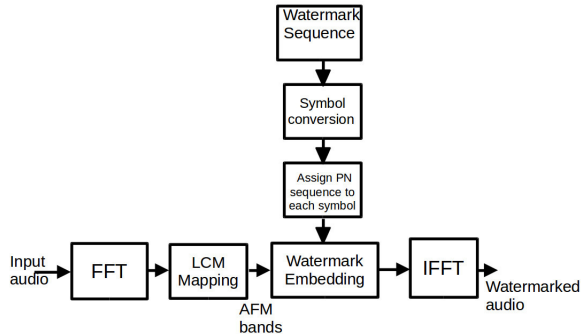 Watermark
Sequence
Symbol
conversion
Assign PN
sequence to
each symbol
Input
audio
FFT
LCM
Mapping
AFM
bands
Watermark
Embedding
IFFT
Watermarked
audio